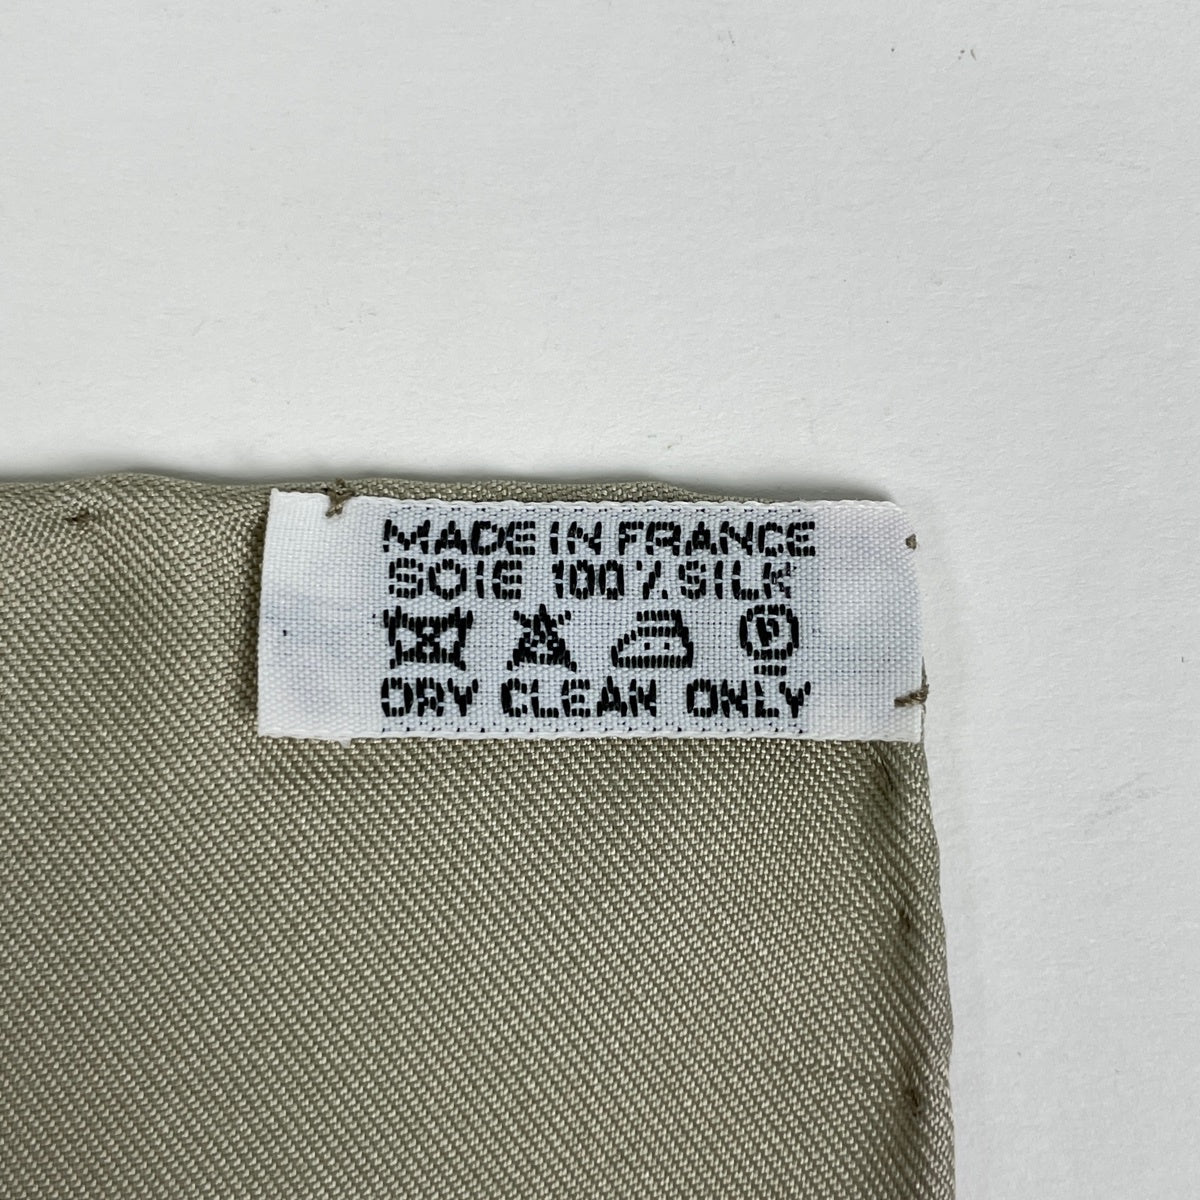 MADE IN FRANCE
SOIE 100% SILK
P
DRY CLEAN ONLY